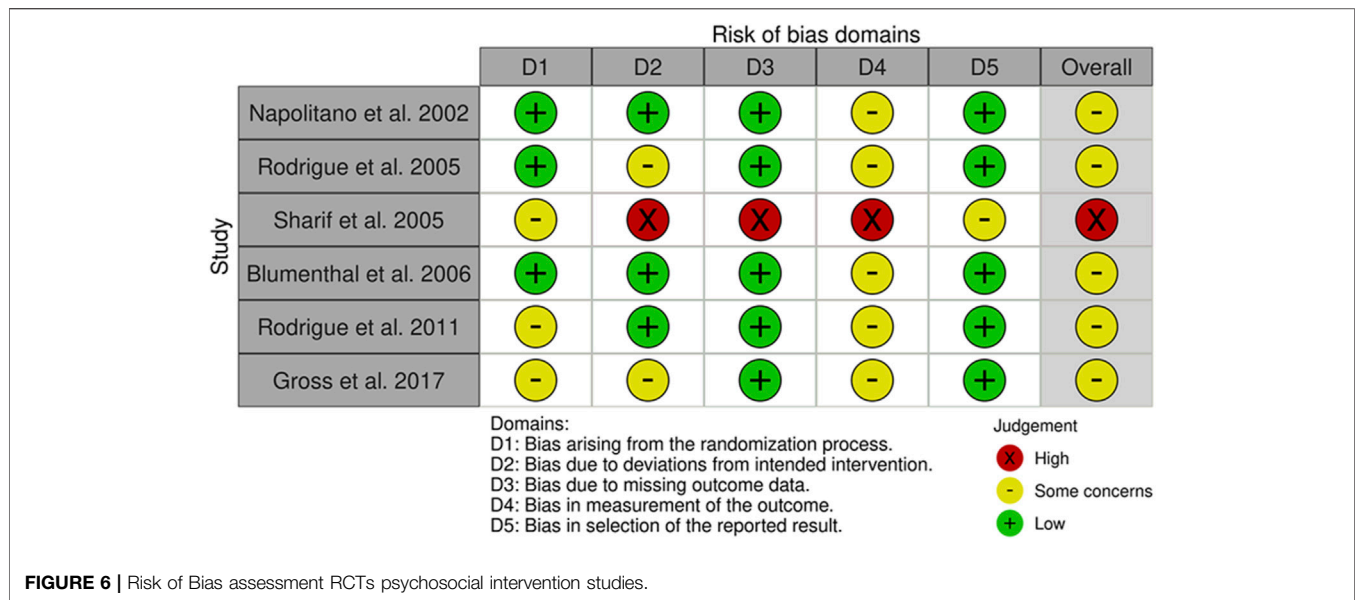 Risk of bias domains
D1 D2 D3 D4 D5 Overall
Study
Napolitano et al. 2002 + + + - + -
Rodrigue et al. 2005 + - + - + -
Sharif et al. 2005 - X X X - X
Blumenthal et al. 2006 + + + - + -
Rodrigue et al. 2011 - + + - + -
Gross et al. 2017 - - + - + -
Domains:
D1: Bias arising from the randomization process.
D2: Bias due to deviations from intended intervention.
D3: Bias due to missing outcome data.
D4: Bias in measurement of the outcome.
D5: Bias in selection of the reported result.
Judgement
X High
- Some concerns
+ Low
FIGURE 6 | Risk of Bias assessment RCTs psychosocial intervention studies.